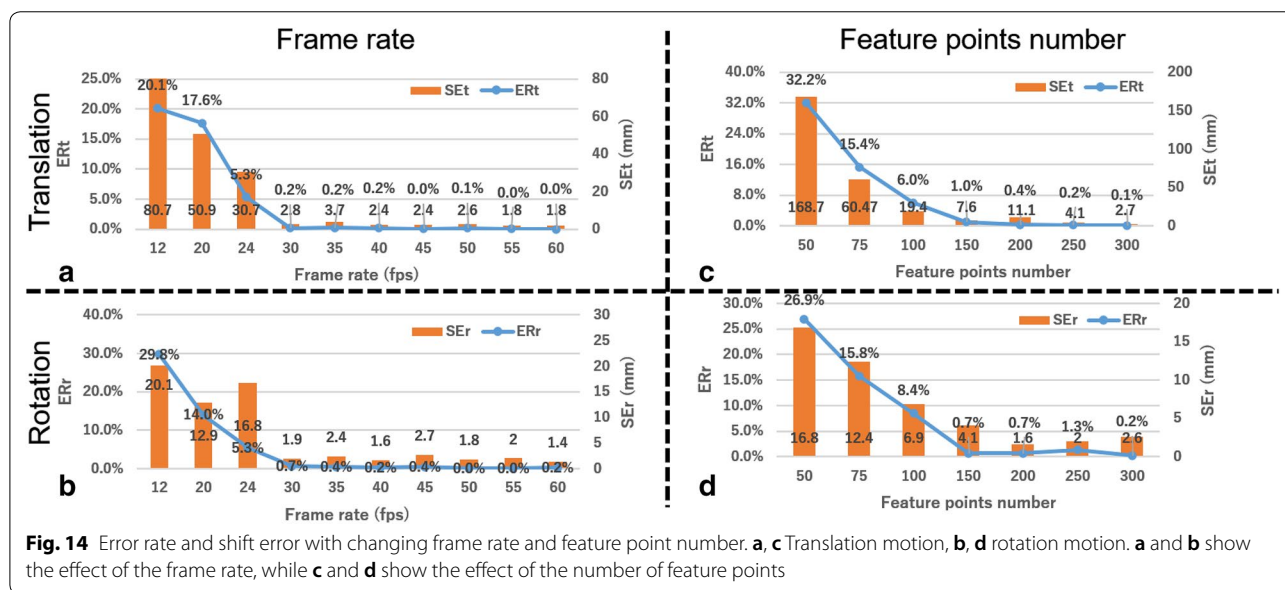 Frame rate
Feature points number
Translation
Rotation
25.0%
20.0%
15.0%
10.0%
5.0%
0.0%
ERt
80
60
40
20
0
SEt (mm)
SEt ERt
20.1% 17.6% 5.3% 0.2% 0.2% 0.2% 0.0% 0.1% 0.0% 0.0%
80.7 50.9 30.7 2.8 3.7 2.4 2.4 2.6 1.8 1.8
12 20 24 30 35 40 45 50 55 60
Frame rate (fps)
a
40.0%
32.0%
24.0%
16.0%
8.0%
0.0%
ERt
200
150
100
50
0
SEt (mm)
SEt ERt
32.2% 15.4% 6.0% 1.0% 0.4% 0.2% 0.1%
168.7 60.47 19.4 7.6 11.1 4.1 2.7
50 75 100 150 200 250 300
Feature points number
c
40.0%
30.0%
20.0%
10.0%
0.0%
ERr
30
25
20
15
10
5
0
SEr (mm)
SEr ERr
29.8% 14.0% 5.3% 0.7% 0.4% 0.2% 0.4% 0.0% 0.0% 0.2%
20.1 12.9 16.8 1.9 2.4 1.6 2.7 1.8 2 1.4
12 20 24 30 35 40 45 50 55 60
Frame rate (fps)
b
30.0%
25.0%
20.0%
15.0%
10.0%
5.0%
0.0%
ERr
20
15
10
5
0
SEr (mm)
SEr ERr
26.9% 15.8% 8.4% 0.7% 0.7% 1.3% 0.2%
16.8 12.4 6.9 4.1 1.6 2 2.6
50 75 100 150 200 250 300
Feature points number
d
Fig. 14 Error rate and shift error with changing frame rate and feature point number. a, c Translation motion, b, d rotation motion. a and b show
the effect of the frame rate, while c and d show the effect of the number of feature points